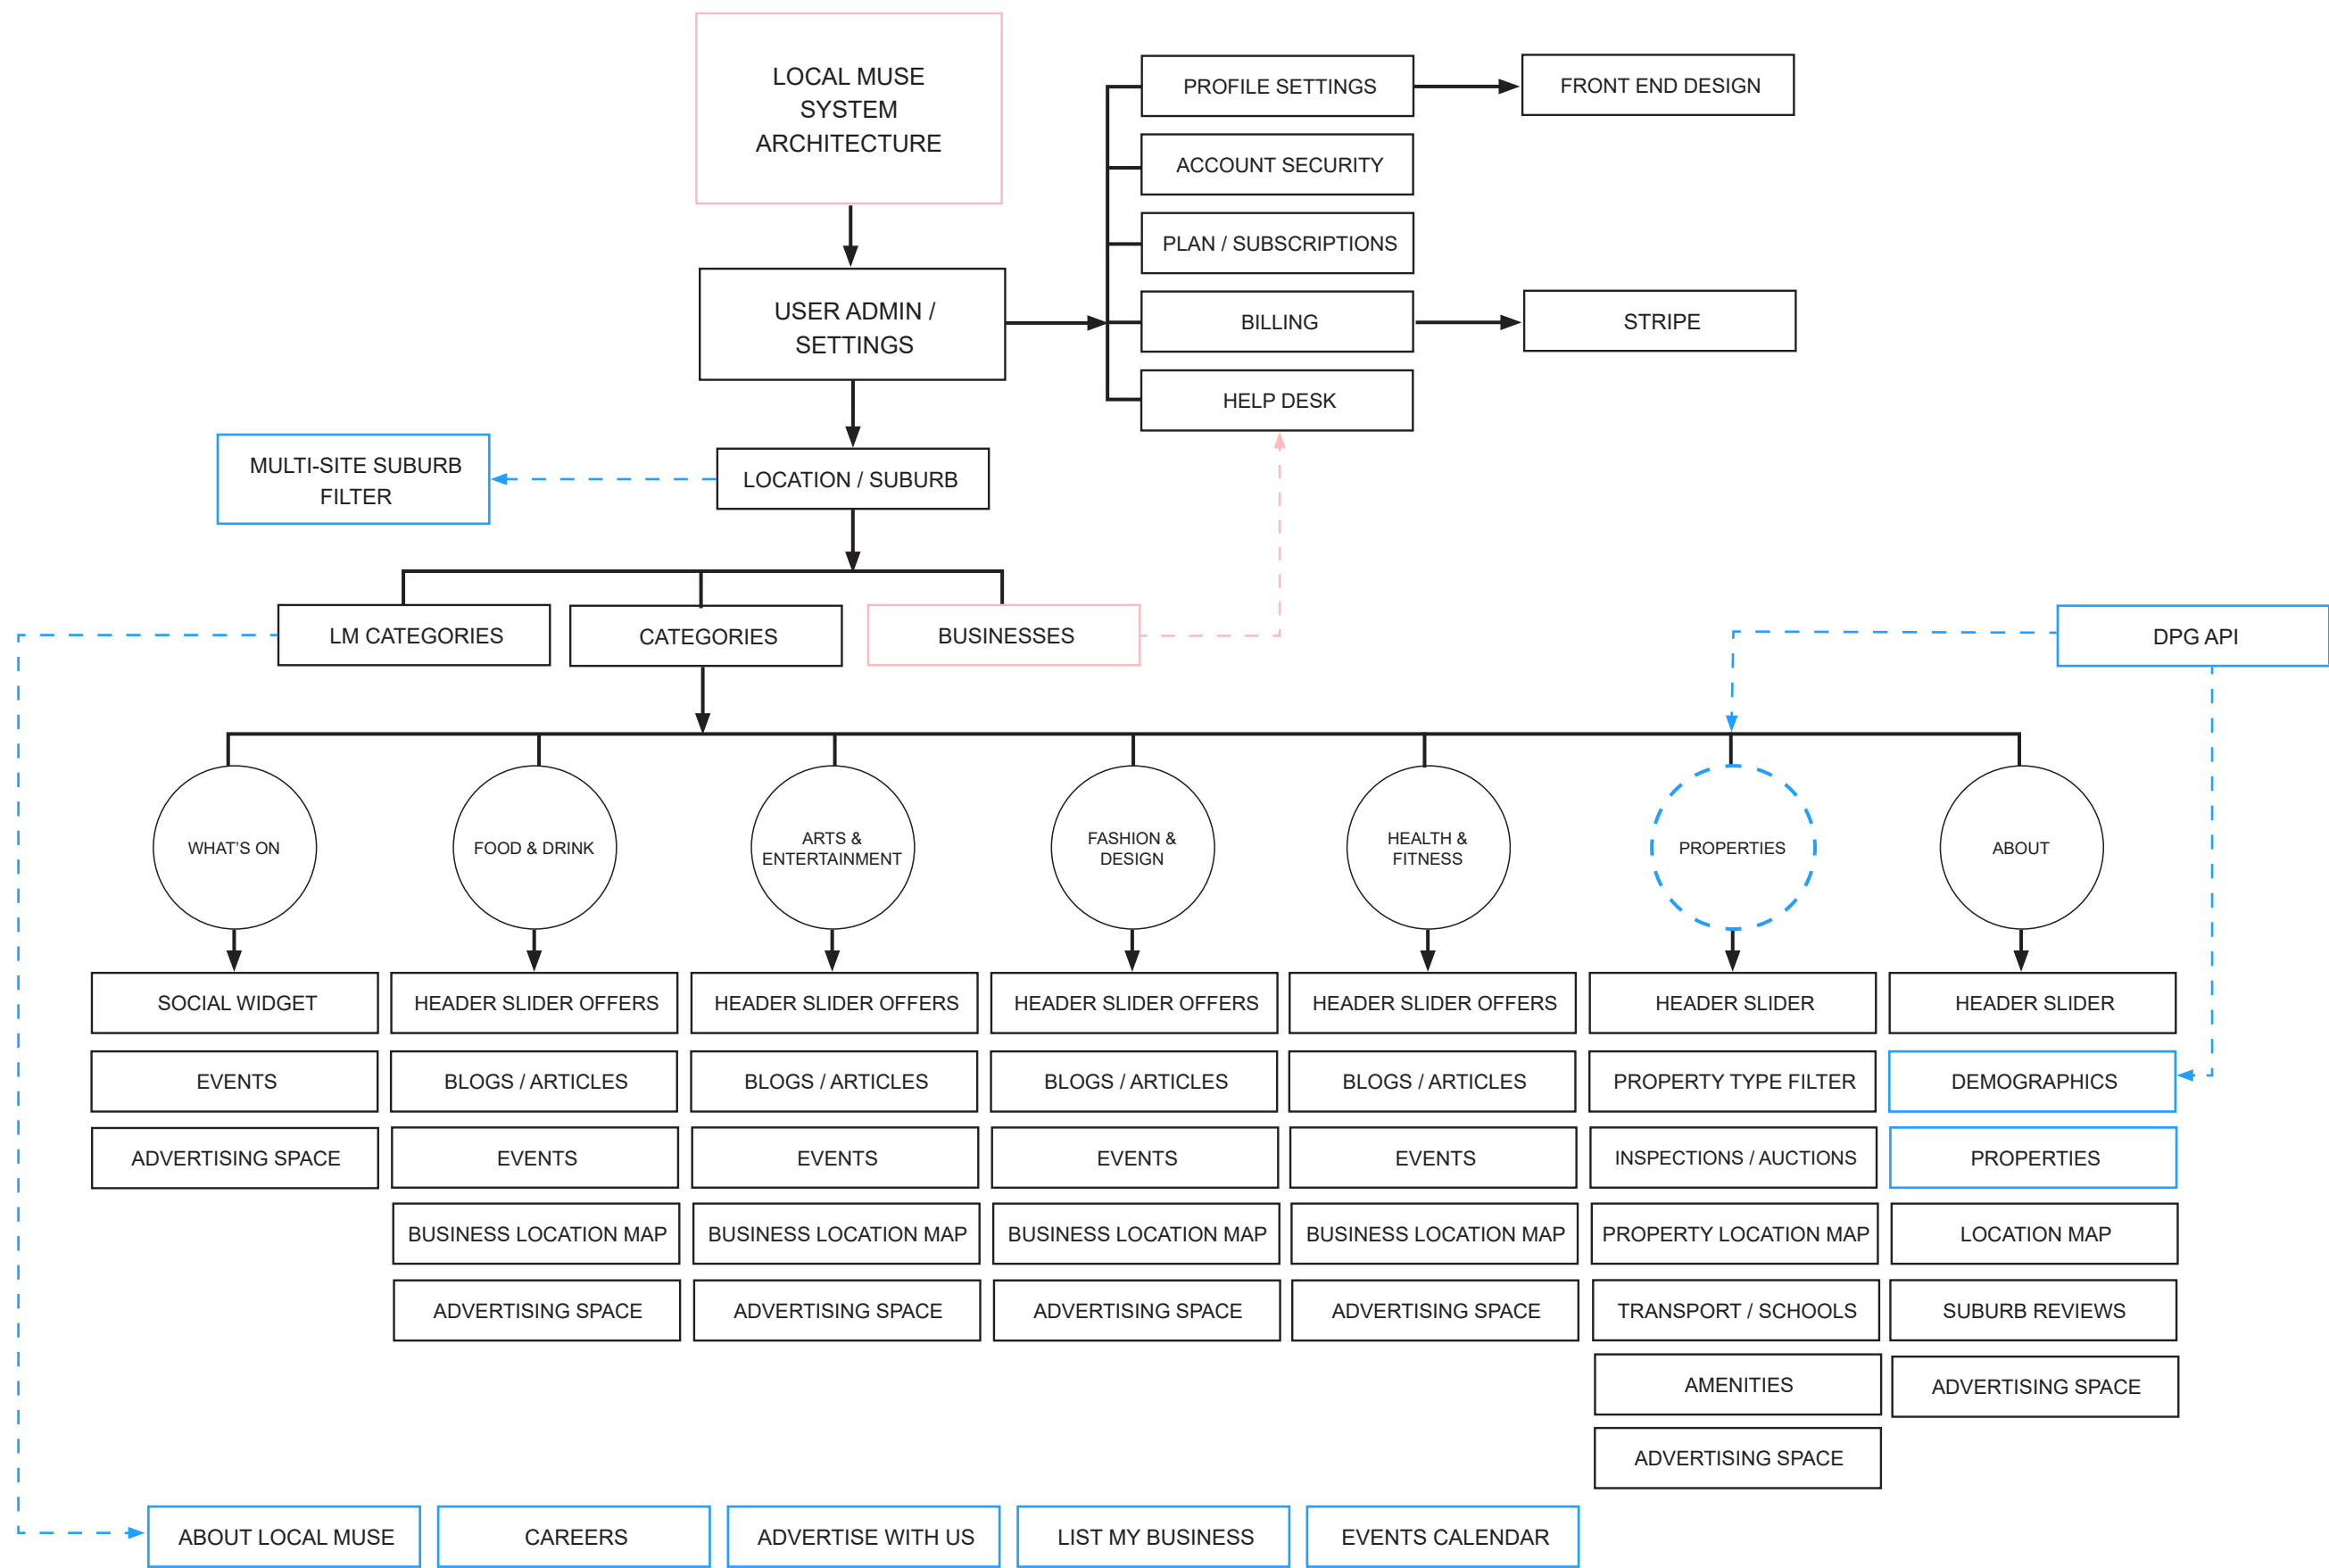 LOCAL MUSE
SYSTEM
ARCHITECTURE
PROFILE SETTINGS
FRONT END DESIGN
ACCOUNT SECURITY
PLAN / SUBSCRIPTIONS
USER ADMIN /
SETTINGS
BILLING
STRIPE
HELP DESK
MULTI-SITE SUBURB
FILTER
LOCATION / SUBURB
LM CATEGORIES
CATEGORIES
BUSINESSES
DPG API
WHAT'S ON
FOOD & DRINK
ARTS &
ENTERTAINMENT
FASHION &
DESIGN
HEALTH &
FITNESS
PROPERTIES
ABOUT
SOCIAL WIDGET
HEADER SLIDER OFFERS
HEADER SLIDER OFFERS
HEADER SLIDER OFFERS
HEADER SLIDER OFFERS
HEADER SLIDER
HEADER SLIDER
EVENTS
BLOGS / ARTICLES
BLOGS / ARTICLES
BLOGS / ARTICLES
BLOGS / ARTICLES
PROPERTY TYPE FILTER
DEMOGRAPHICS
ADVERTISING SPACE
EVENTS
EVENTS
EVENTS
EVENTS
INSPECTIONS / AUCTIONS
PROPERTIES
BUSINESS LOCATION MAP
BUSINESS LOCATION MAP
BUSINESS LOCATION MAP
BUSINESS LOCATION MAP
PROPERTY LOCATION MAP
LOCATION MAP
ADVERTISING SPACE
ADVERTISING SPACE
ADVERTISING SPACE
ADVERTISING SPACE
TRANSPORT / SCHOOLS
SUBURB REVIEWS
AMENITIES
ADVERTISING SPACE
ADVERTISING SPACE
ABOUT LOCAL MUSE
CAREERS
ADVERTISE WITH US
LIST MY BUSINESS
EVENTS CALENDAR